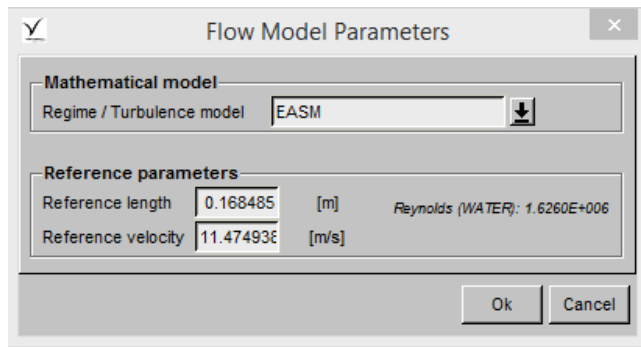 Flow Model Parameters
Mathematical model
Regime / Turbulence model EASM
Reference parameters
Reference length 0.168485 [m] Reynolds (WATER): 1.6260E+006
Reference velocity 11.474938 [m/s]
Ok Cancel